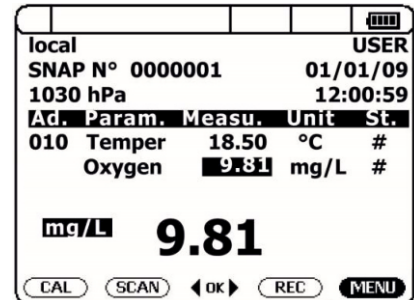 local USER
SNAP N° 0000001 01/01/09
1030 hPa 12:00:59
Ad. Param. Measu. Unit St.
010 Temper 18.50 °C #
Oxygen 9.81 mg/L #
mg/L 9.81
CAL SCAN OK REC MENU